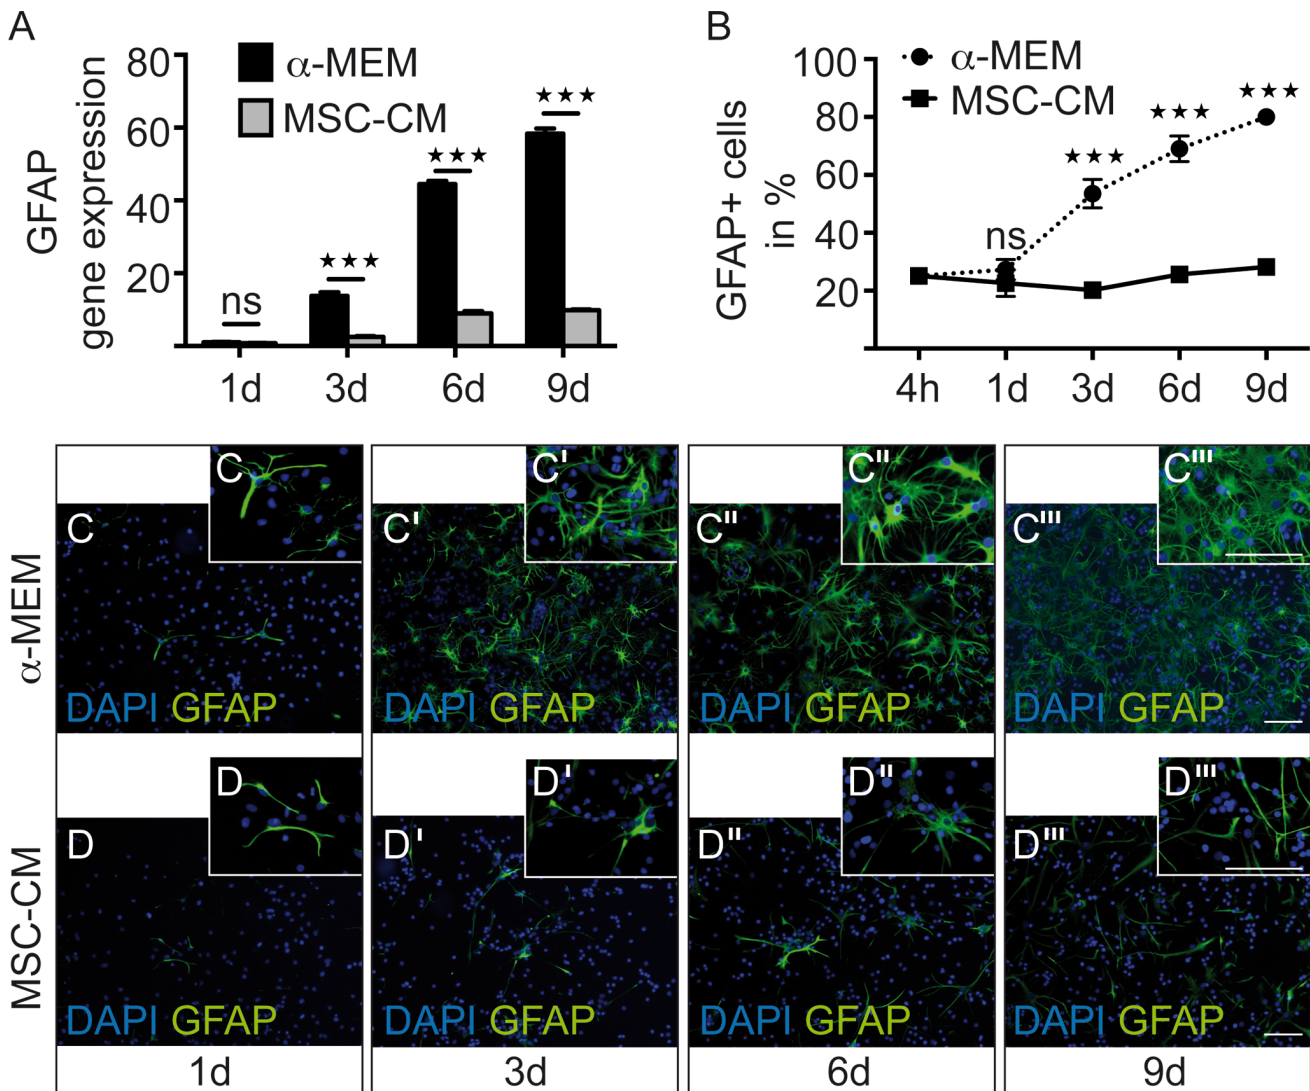 A
GFAP
gene expression
80
60
40
20
α-MEM
MSC-CM
ns
★★★
★★★
★★★
1d
3d
6d
9d
B
GFAP+ cells
in %
100
80
60
40
20
α-MEM
MSC-CM
ns
★★★
★★★
★★★
4h
1d
3d
6d
9d
α-MEM
C
C
DAPI GFAP
C'
C'
DAPI GFAP
C''
C''
DAPI GFAP
C'''
C'''
DAPI GFAP
MSC-CM
D
D
DAPI GFAP
D'
D'
DAPI GFAP
D''
D''
DAPI GFAP
D'''
D'''
DAPI GFAP
1d
3d
6d
9d